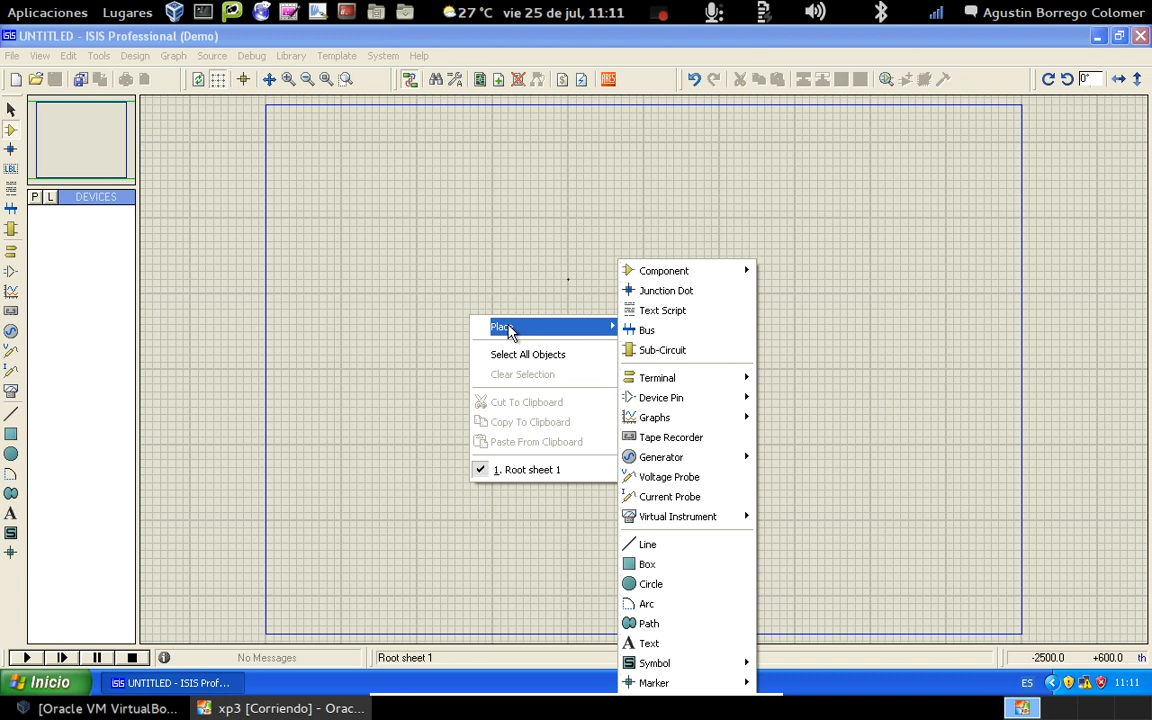 Aplicaciones Lugares 27 °C vie 25 de jul, 11:11 Agustin Borrego Colomer
ISIS UNTITLED - ISIS Professional (Demo)
File View Edit Tools Design Graph Source Debug Library Template System Help
ARES 0°
LBL
P L DEVICES
Place
Select All Objects
Clear Selection
Cut To Clipboard
Copy To Clipboard
Paste From Clipboard
1. Root sheet 1
Component
Junction Dot
Text Script
Bus
Sub-Circuit
Terminal
Device Pin
Graphs
Tape Recorder
Generator
Voltage Probe
Current Probe
Virtual Instrument
Line
Box
Circle
Arc
Path
Text
Symbol
Marker
No Messages Root sheet 1 -2500.0 +600.0 th
Inicio ISIS UNTITLED - ISIS Prof... ES 11:11
[Oracle VM VirtualBo... xp3 [Corriendo] - Orac...